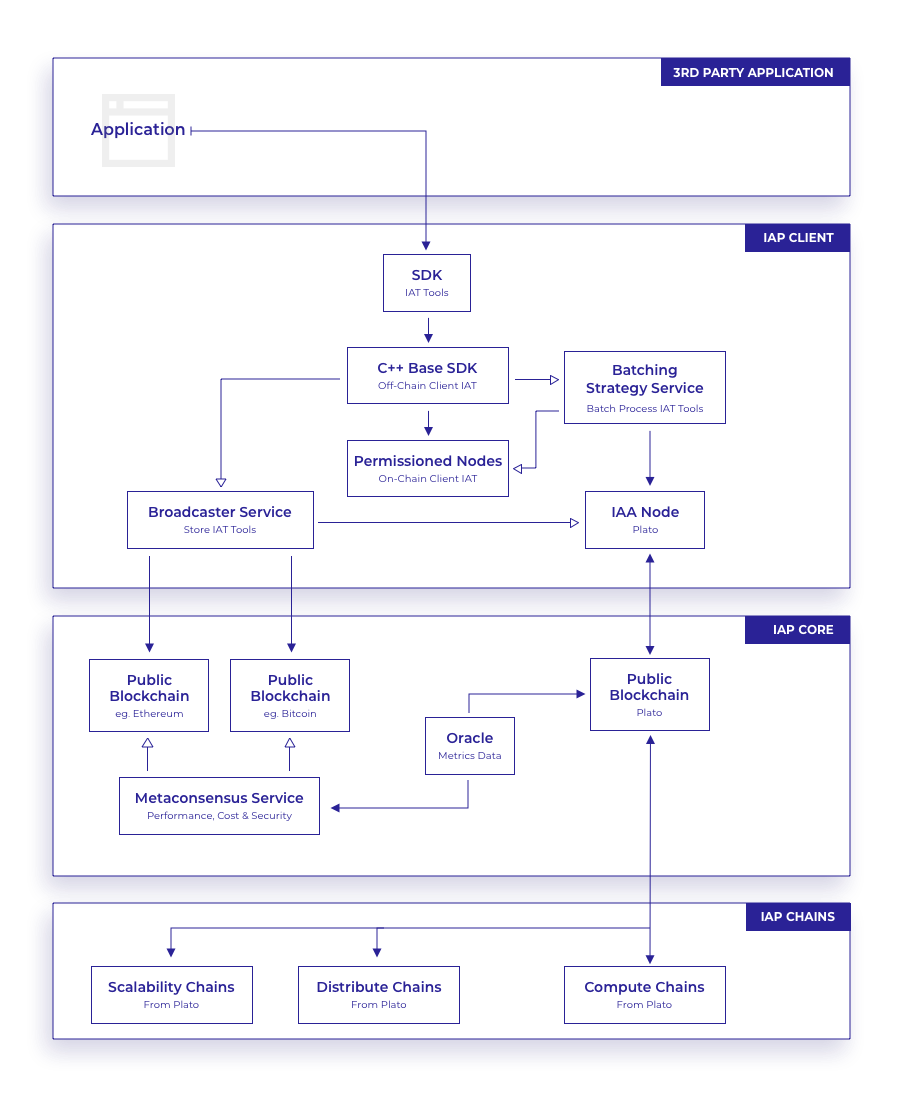 3RD PARTY APPLICATION
Application
IAP CLIENT
SDK
IAT Tools
C++ Base SDK
Off-Chain Client IAT
Batching
Strategy Service
Batch Process IAT Tools
Permissioned Nodes
On-Chain Client IAT
Broadcaster Service
Store IAT Tools
IAA Node
Plato
IAP CORE
Public
Blockchain
eg. Ethereum
Public
Blockchain
eg. Bitcoin
Public
Blockchain
Plato
Oracle
Metrics Data
Metaconsensus Service
Performance, Cost & Security
IAP CHAINS
Scalability Chains
From Plato
Distribute Chains
From Plato
Compute Chains
From Plato